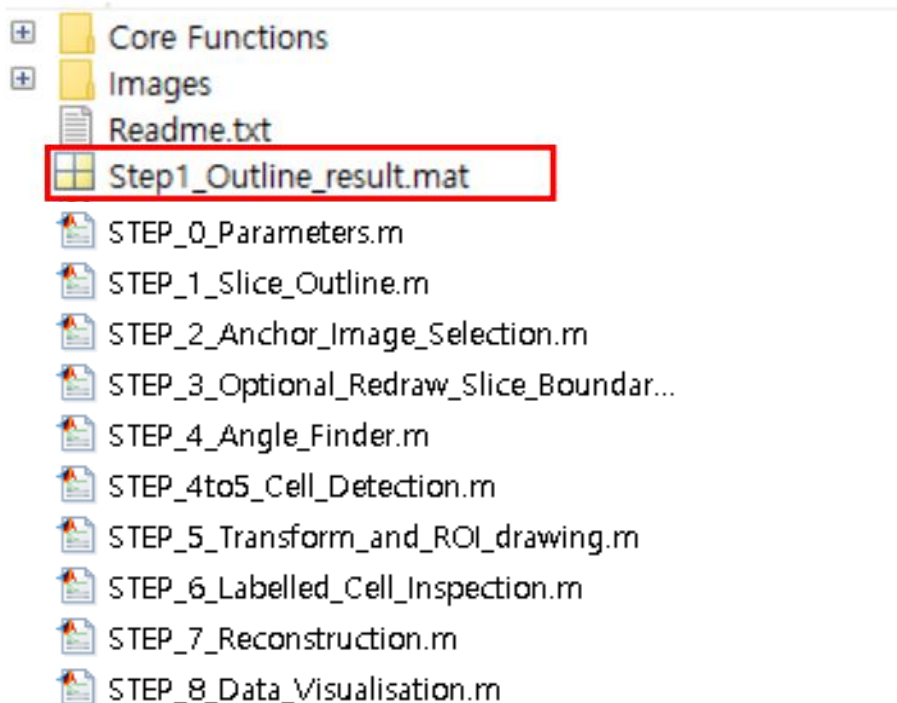 Core Functions
Images
Readme.txt
Step1_Outline_result.mat
STEP_0_Parameters.m
STEP_1_Slice_Outline.m
STEP_2_Anchor_Image_Selection.m
STEP_3_Optional_Redraw_Slice_Boundar...
STEP_4_Angle_Finder.m
STEP_4to5_Cell_Detection.m
STEP_5_Transform_and_ROI_drawing.m
STEP_6_Labelled_Cell_Inspection.m
STEP_7_Reconstruction.m
STEP_8_Data_Visualisation.m